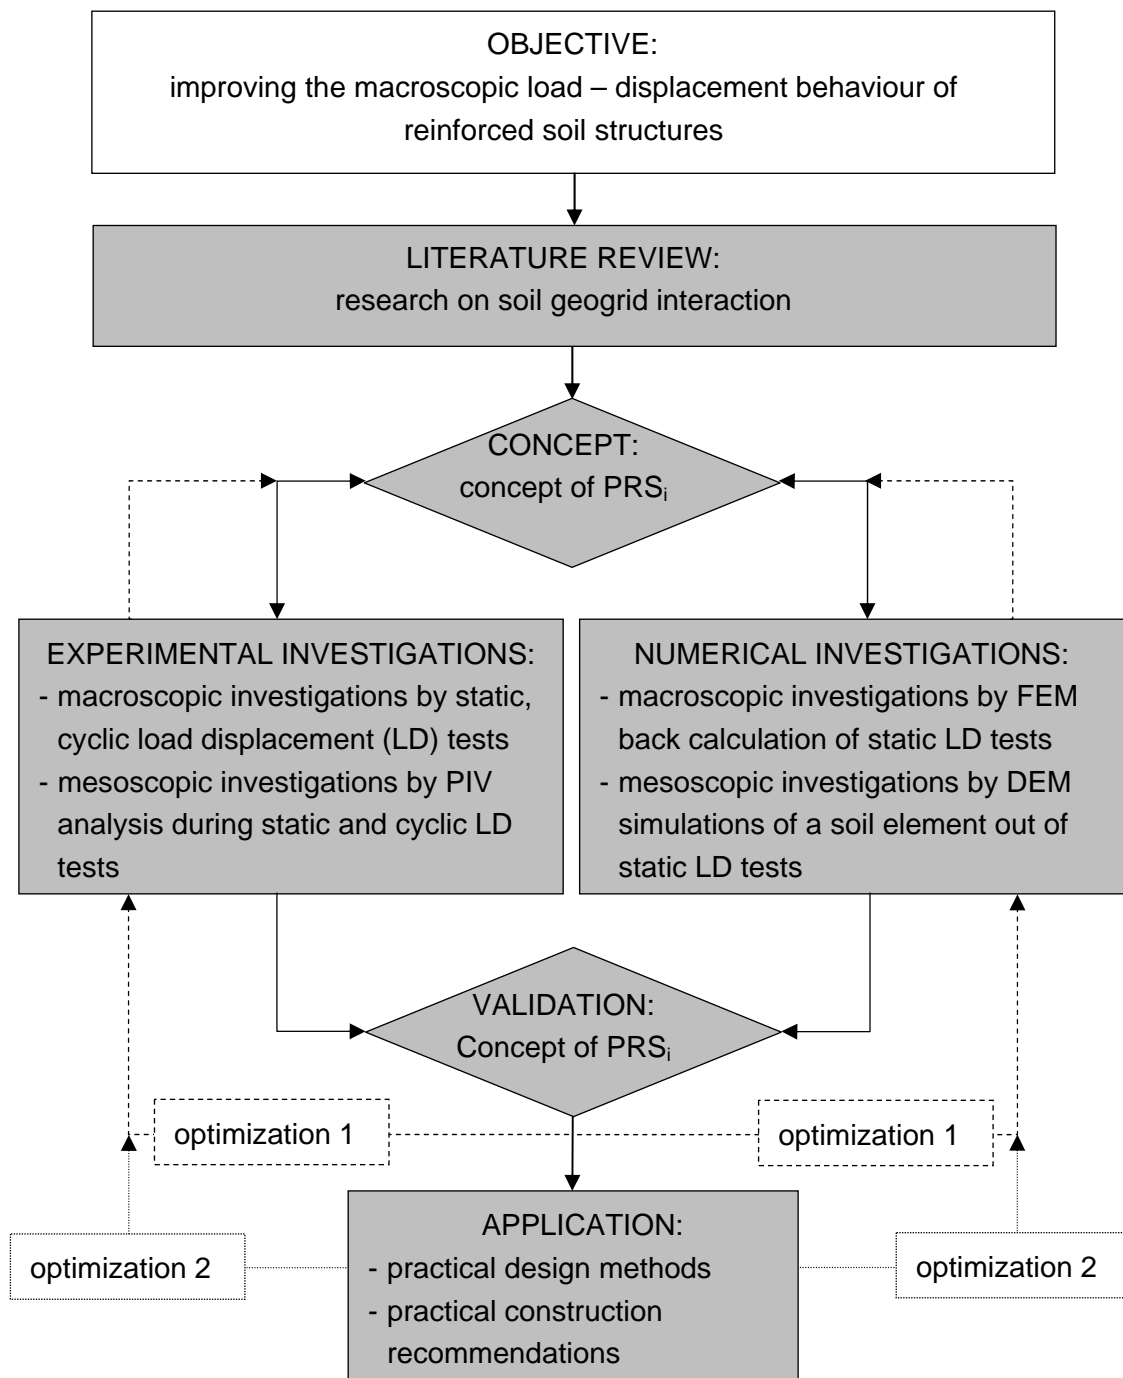 OBJECTIVE:
improving the macroscopic load – displacement behaviour of
reinforced soil structures
LITERATURE REVIEW:
research on soil geogrid interaction
CONCEPT:
concept of PRSi
EXPERIMENTAL INVESTIGATIONS:
- macroscopic investigations by static,
cyclic load displacement (LD) tests
- mesoscopic investigations by PIV
analysis during static and cyclic LD
tests
NUMERICAL INVESTIGATIONS:
- macroscopic investigations by FEM
back calculation of static LD tests
- mesoscopic investigations by DEM
simulations of a soil element out of
static LD tests
VALIDATION:
Concept of PRSi
optimization 1
optimization 1
APPLICATION:
- practical design methods
- practical construction
recommendations
optimization 2
optimization 2